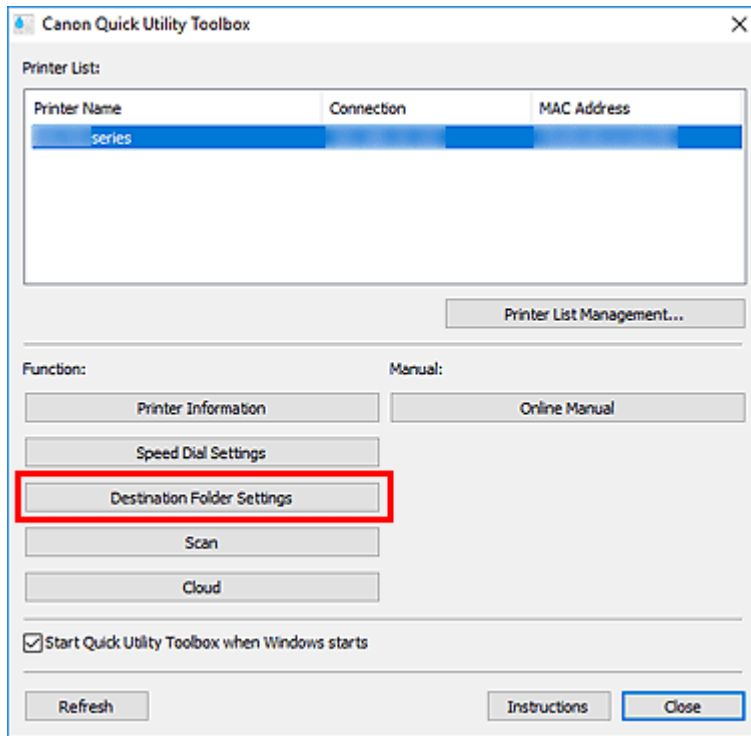 Canon Quick Utility Toolbox
Printer List:
Printer Name Connection MAC Address
series
Printer List Management...
Function: Manual:
Printer Information Online Manual
Speed Dial Settings
Destination Folder Settings
Scan
Cloud
Start Quick Utility Toolbox when Windows starts
Refresh Instructions Close